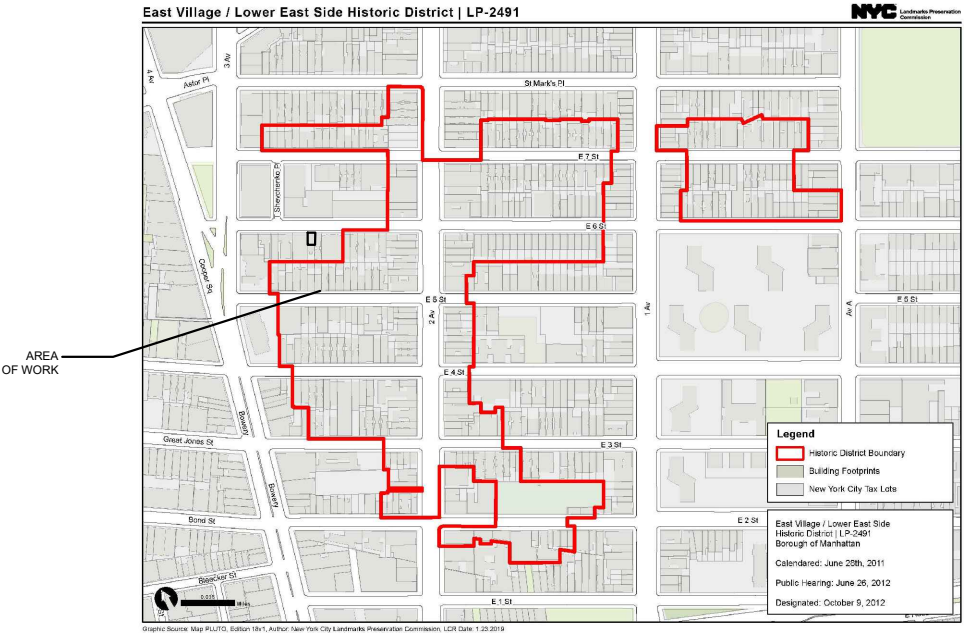 East Village / Lower East Side Historic District | LP-2491
NYC Landmarks Preservation
Commission
4 Av
3 Av
Astor Pl
St Mark's Pl
E 7 St
Shevchenko Pl
E 6 St
Cooper Sq
E 5 St
E 5 St
2 Av
1 Av
Av A
AREA
OF WORK
E 4 St
Bowery
Great Jones St
E 3 St
Legend
Historic District Boundary
Building Footprints
New York City Tax Lots
Bowery
Bond St
E 2 St
East Village / Lower East Side
Historic District | LP-2491
Borough of Manhattan
Calendared: June 26th, 2011
Public Hearing: June 26, 2012
Designated: October 9, 2012
Bleecker St
0.035
Miles
E 1 St
Graphic Source: Map PLUTO, Edition 18v1, Author: New York City Landmarks Preservation Commission, LCR Date: 1.23.2019